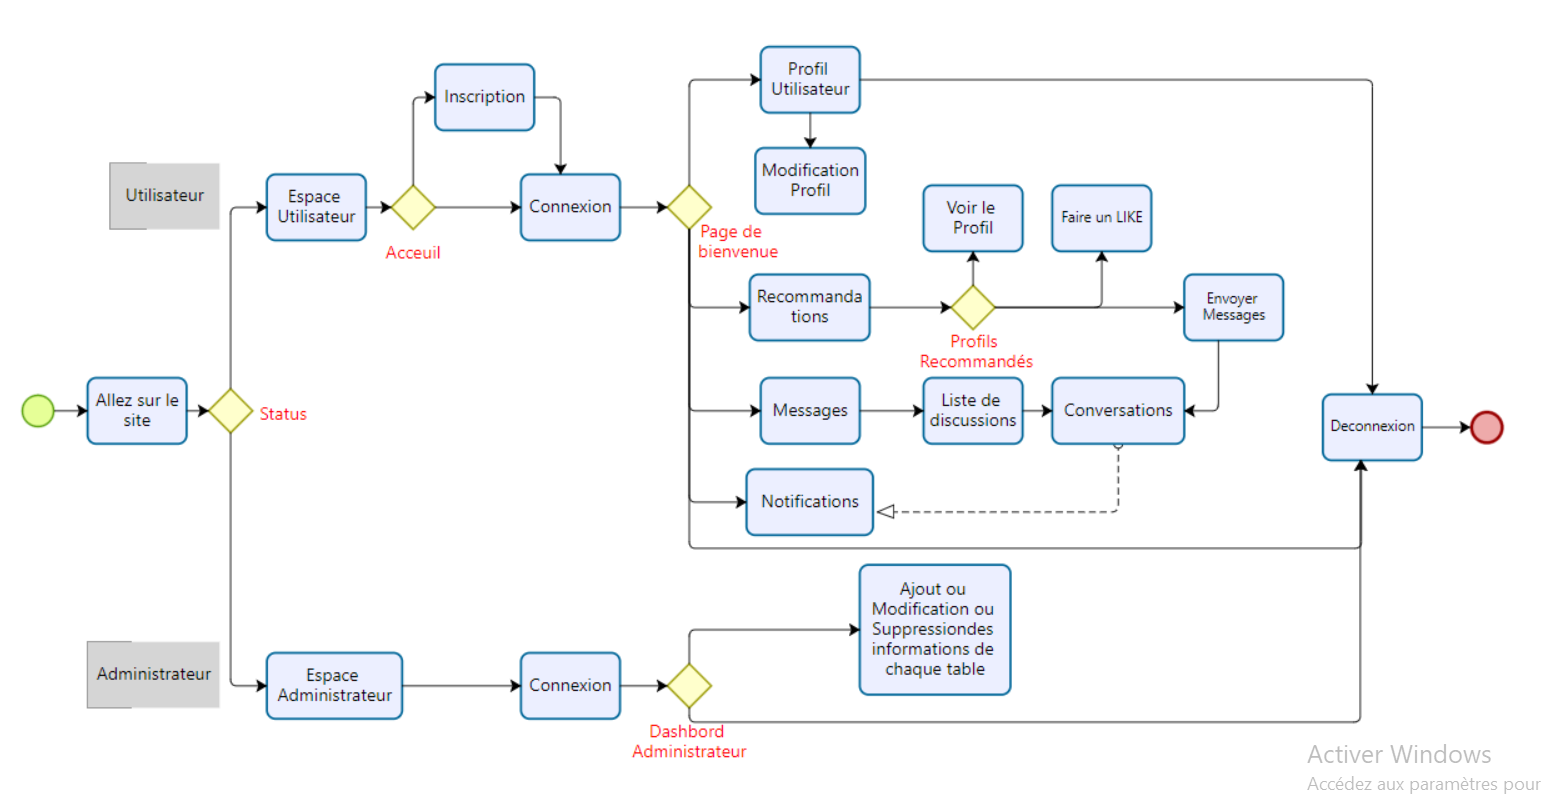 Profil
Utilisateur
Inscription
Modification
Profil
Utilisateur
Espace
Utilisateur
Connexion
Acceuil
Page de
bienvenue
Voir le
Profil
Faire un LIKE
Recommanda
tions
Envoyer
Messages
Profils
Recommandés
Allez sur le
site
Status
Messages
Liste de
discussions
Conversations
Deconnexion
Notifications
Ajout ou
Modification ou
Suppressiondes
informations de
chaque table
Administrateur
Espace
Administrateur
Connexion
Dashbord
Administrateur
Activer Windows
Accédez aux paramètres pour